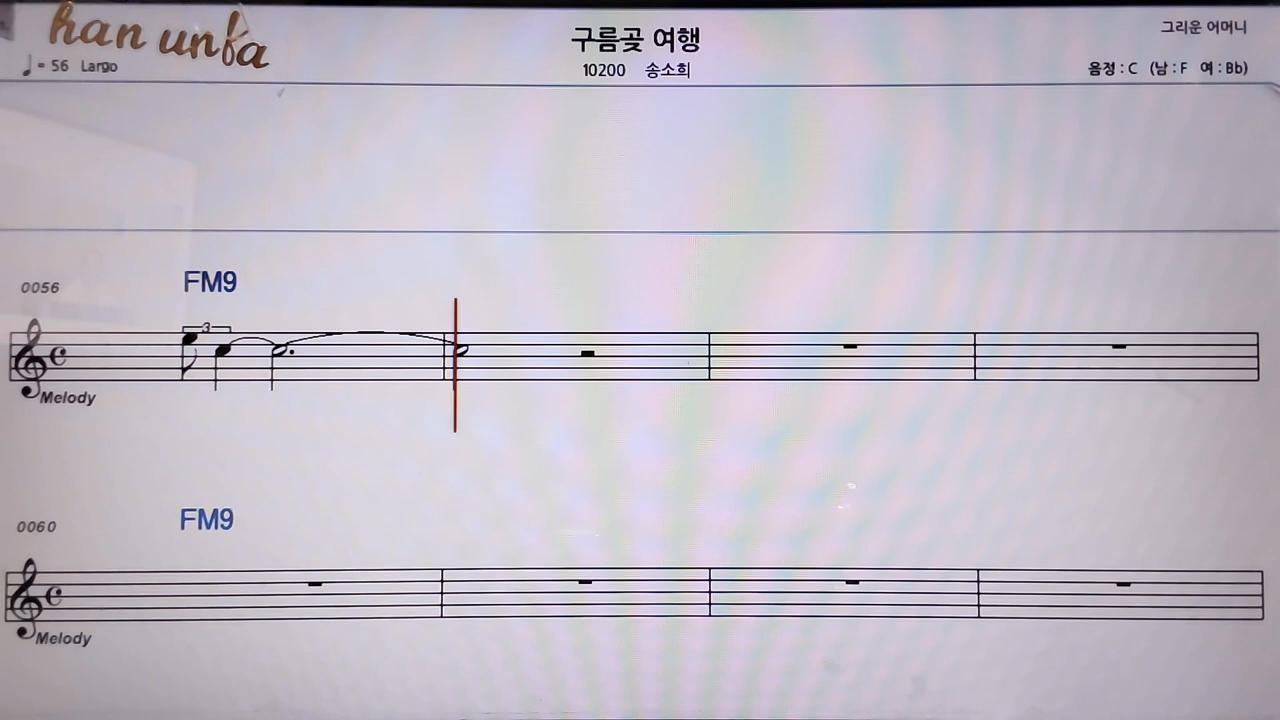 han unfa
구름곶 여행
그리운 어머니
♩= 56 Largo
10200 송소희
음정 : C (남 : F 여 : Bb)
0056
FM9
3
Melody
0060
FM9
Melody